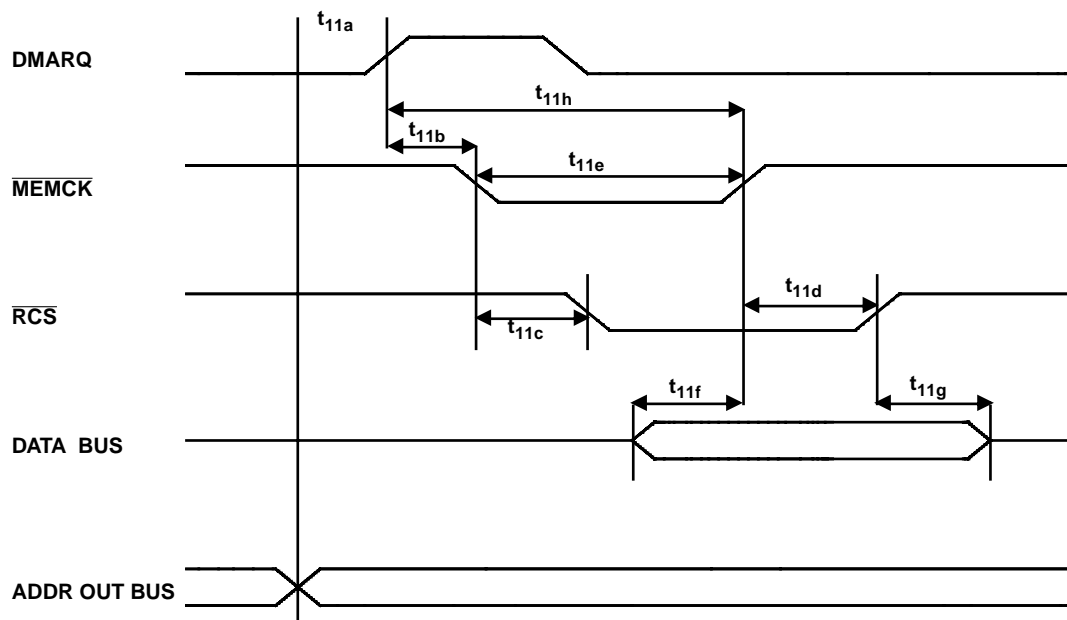 t11a
DMARQ
t11h
t11b
t11e
MEMCK
t11d
RCS
t11c
t11f
t11g
DATA BUS
ADDR OUT BUS